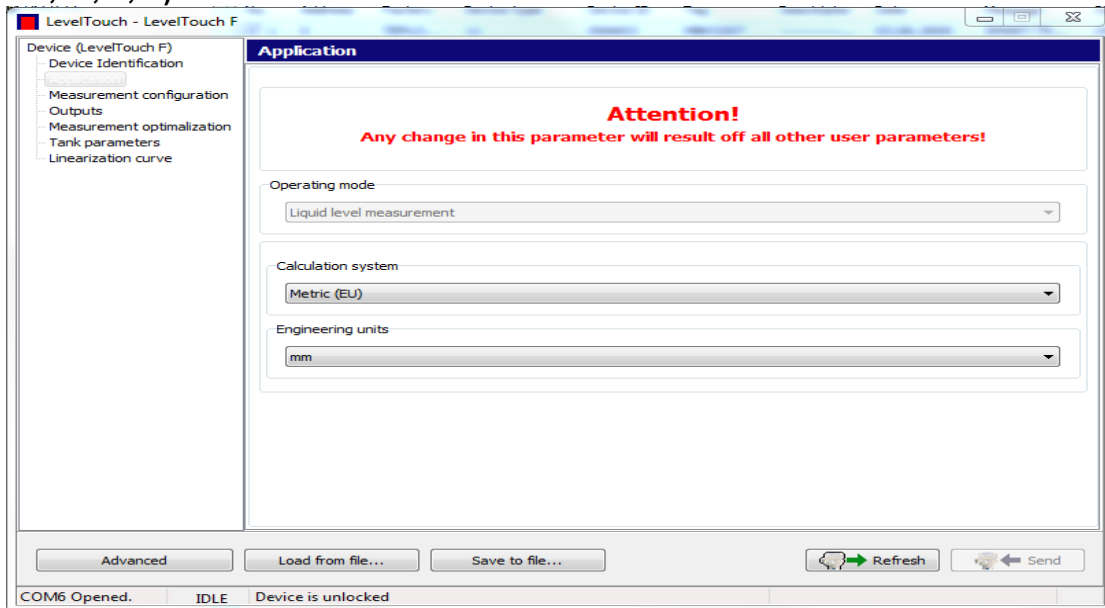 LevelTouch - LevelTouch F
Device (LevelTouch F)
Device Identification
Measurement configuration
Outputs
Measurement optimalization
Tank parameters
Linearization curve
Application
Attention!
Any change in this parameter will result off all other user parameters!
Operating mode
Liquid level measurement
Calculation system
Metric (EU)
Engineering units
mm
Advanced
Load from file...
Save to file...
Refresh
Send
COM6 Opened.
IDLE
Device is unlocked